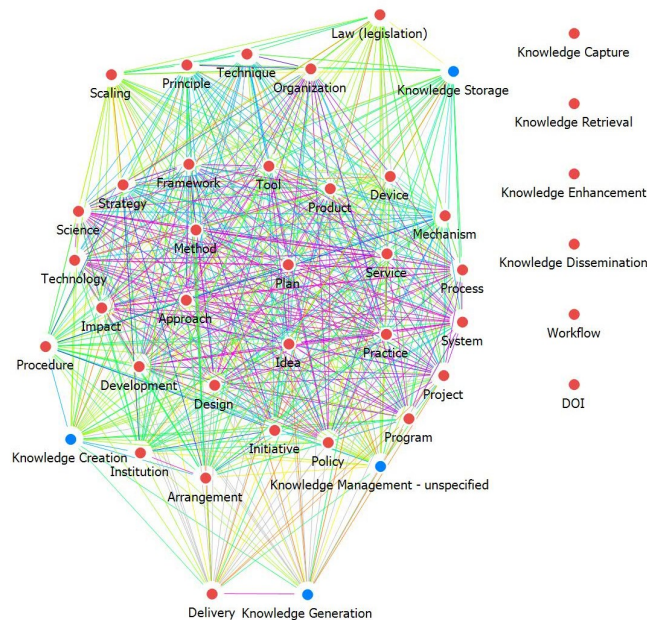 Law (legislation)
Knowledge Capture
Technique
Principle
Organization
Scaling
Knowledge Storage
Knowledge Retrieval
Framework
Tool
Device
Knowledge Enhancement
Strategy
Product
Science
Mechanism
Method
Knowledge Dissemination
Technology
Service
Plan
Process
Impact
Approach
System
Workflow
Procedure
Idea
Practice
Development
Design
Project
DOI
Program
Knowledge Creation
Institution
Initiative
Policy
Arrangement
Knowledge Management - unspecified
Delivery
Knowledge Generation